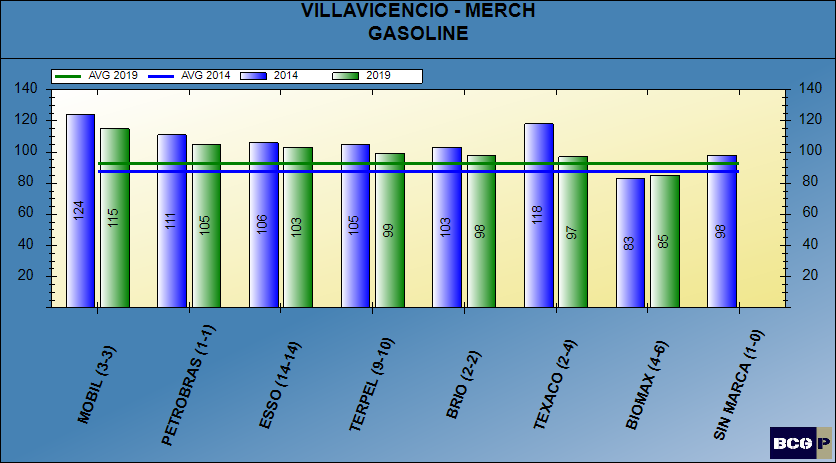 VILLAVICENCIO - MERCH
GASOLINE
AVG 2019 AVG 2014 2014 2019
140 140
120 120
100 100
80 80
60 60
40 40
20 20
124 115 111 105 106 103 105 99 103 98 118 97 83 85 98
MOBIL (3-3)
PETROBRAS (1-1)
ESSO (14-14)
TERPEL (9-10)
BRIO (2-2)
TEXACO (2-4)
BIOMAX (4-6)
SIN MARCA (1-0)
BCG P